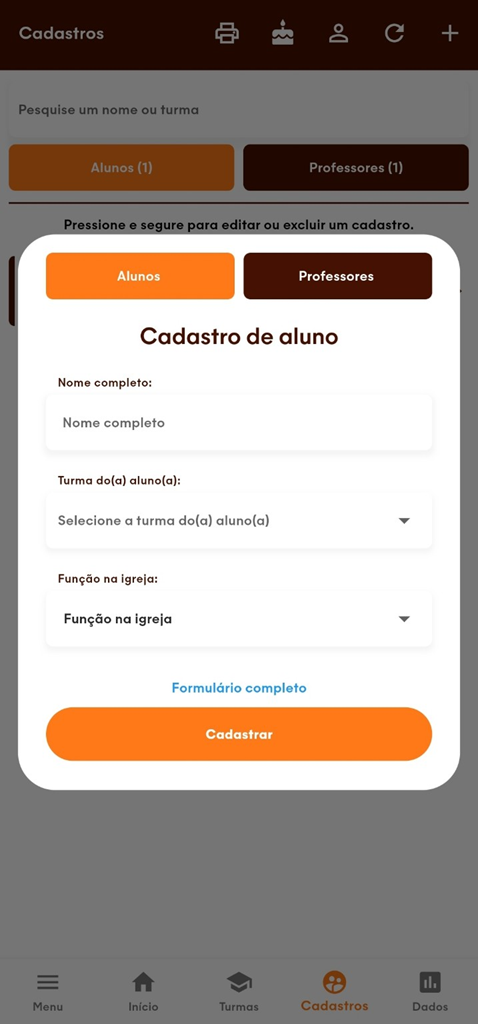 Cadastros
Pesquise um nome ou turma
Alunos (1)
Professores (1)
Pressione e segure para editar ou excluir um cadastro.
Alunos
Professores
Cadastro de aluno
Nome completo:
Nome completo
Turma do(a) aluno(a):
Selecione a turma do(a) aluno(a)
Função na igreja:
Função na igreja
Formulário completo
Cadastrar
Menu
Início
Turmas
Cadastros
Dados